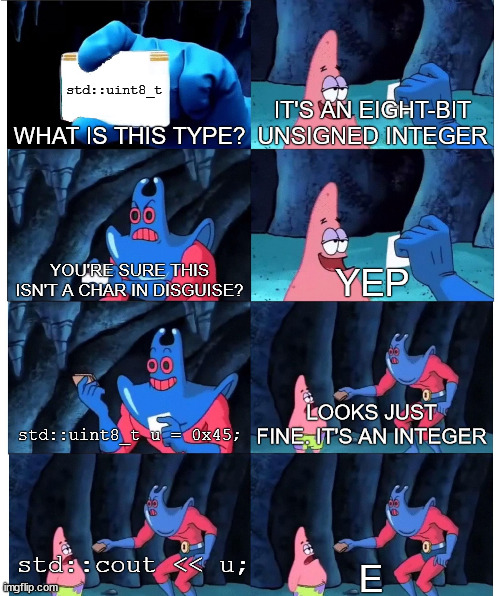 std::uint8_t
WHAT IS THIS TYPE?
IT'S AN EIGHT-BIT
UNSIGNED INTEGER
YOU'RE SURE THIS
ISN'T A CHAR IN DISGUISE?
YEP
std::uint8_t u = 0x45;
LOOKS JUST
FINE. IT'S AN INTEGER
std::cout << u;
E
imgflip.com